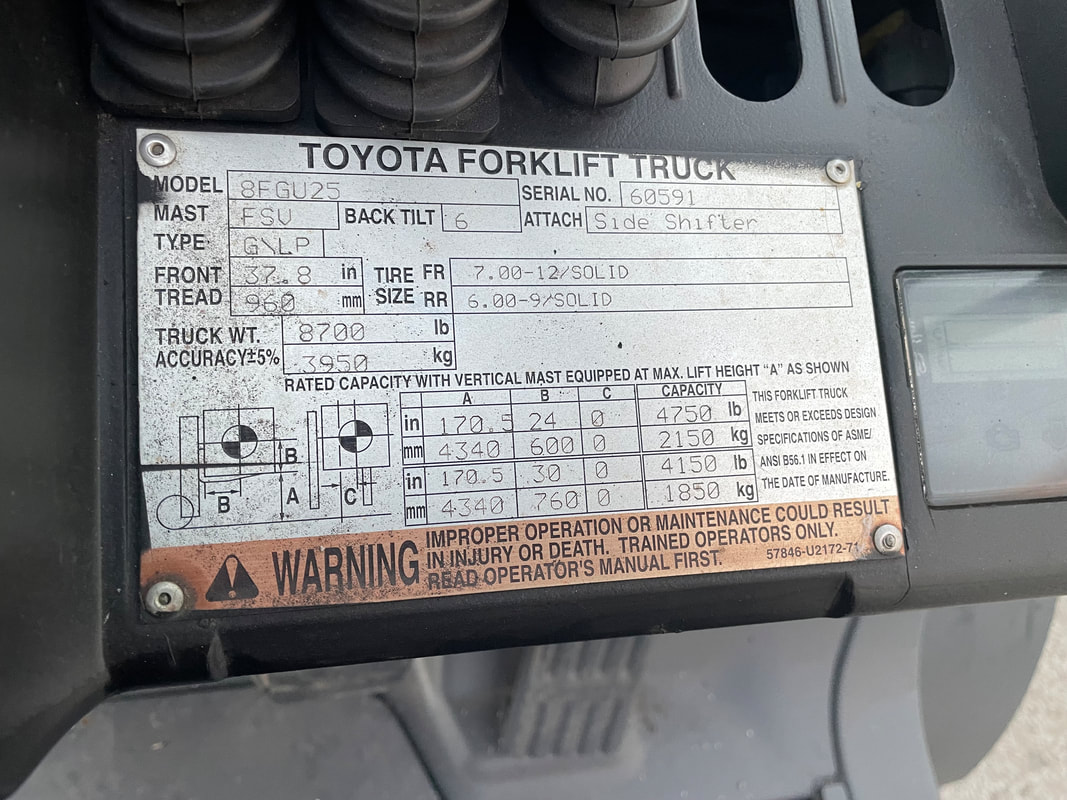 TOYOTA FORKLIFT TRUCK
MODEL 8FGU25 SERIAL NO. 60591
MAST FSV BACK TILT 6 ATTACH Side Shifter
TYPE G\LP
FRONT TREAD 37.8 in TIRE SIZE FR 7.00-12/SOLID
960 mm RR 6.00-9/SOLID
TRUCK WT. 8700 lb
ACCURACY±5% 3950 kg
RATED CAPACITY WITH VERTICAL MAST EQUIPPED AT MAX. LIFT HEIGHT "A" AS SHOWN
A B C CAPACITY
in 170.5 24 0 4750 lb
mm 4340 600 0 2150 kg
in 170.5 30 0 4150 lb
mm 4340 760 0 1850 kg
B
B A C
THIS FORKLIFT TRUCK
MEETS OR EXCEEDS DESIGN
SPECIFICATIONS OF ASME/
ANSI B56.1 IN EFFECT ON
THE DATE OF MANUFACTURE.
WARNING
IMPROPER OPERATION OR MAINTENANCE COULD RESULT
IN INJURY OR DEATH. TRAINED OPERATORS ONLY.
READ OPERATOR'S MANUAL FIRST.
57846-U2172-71